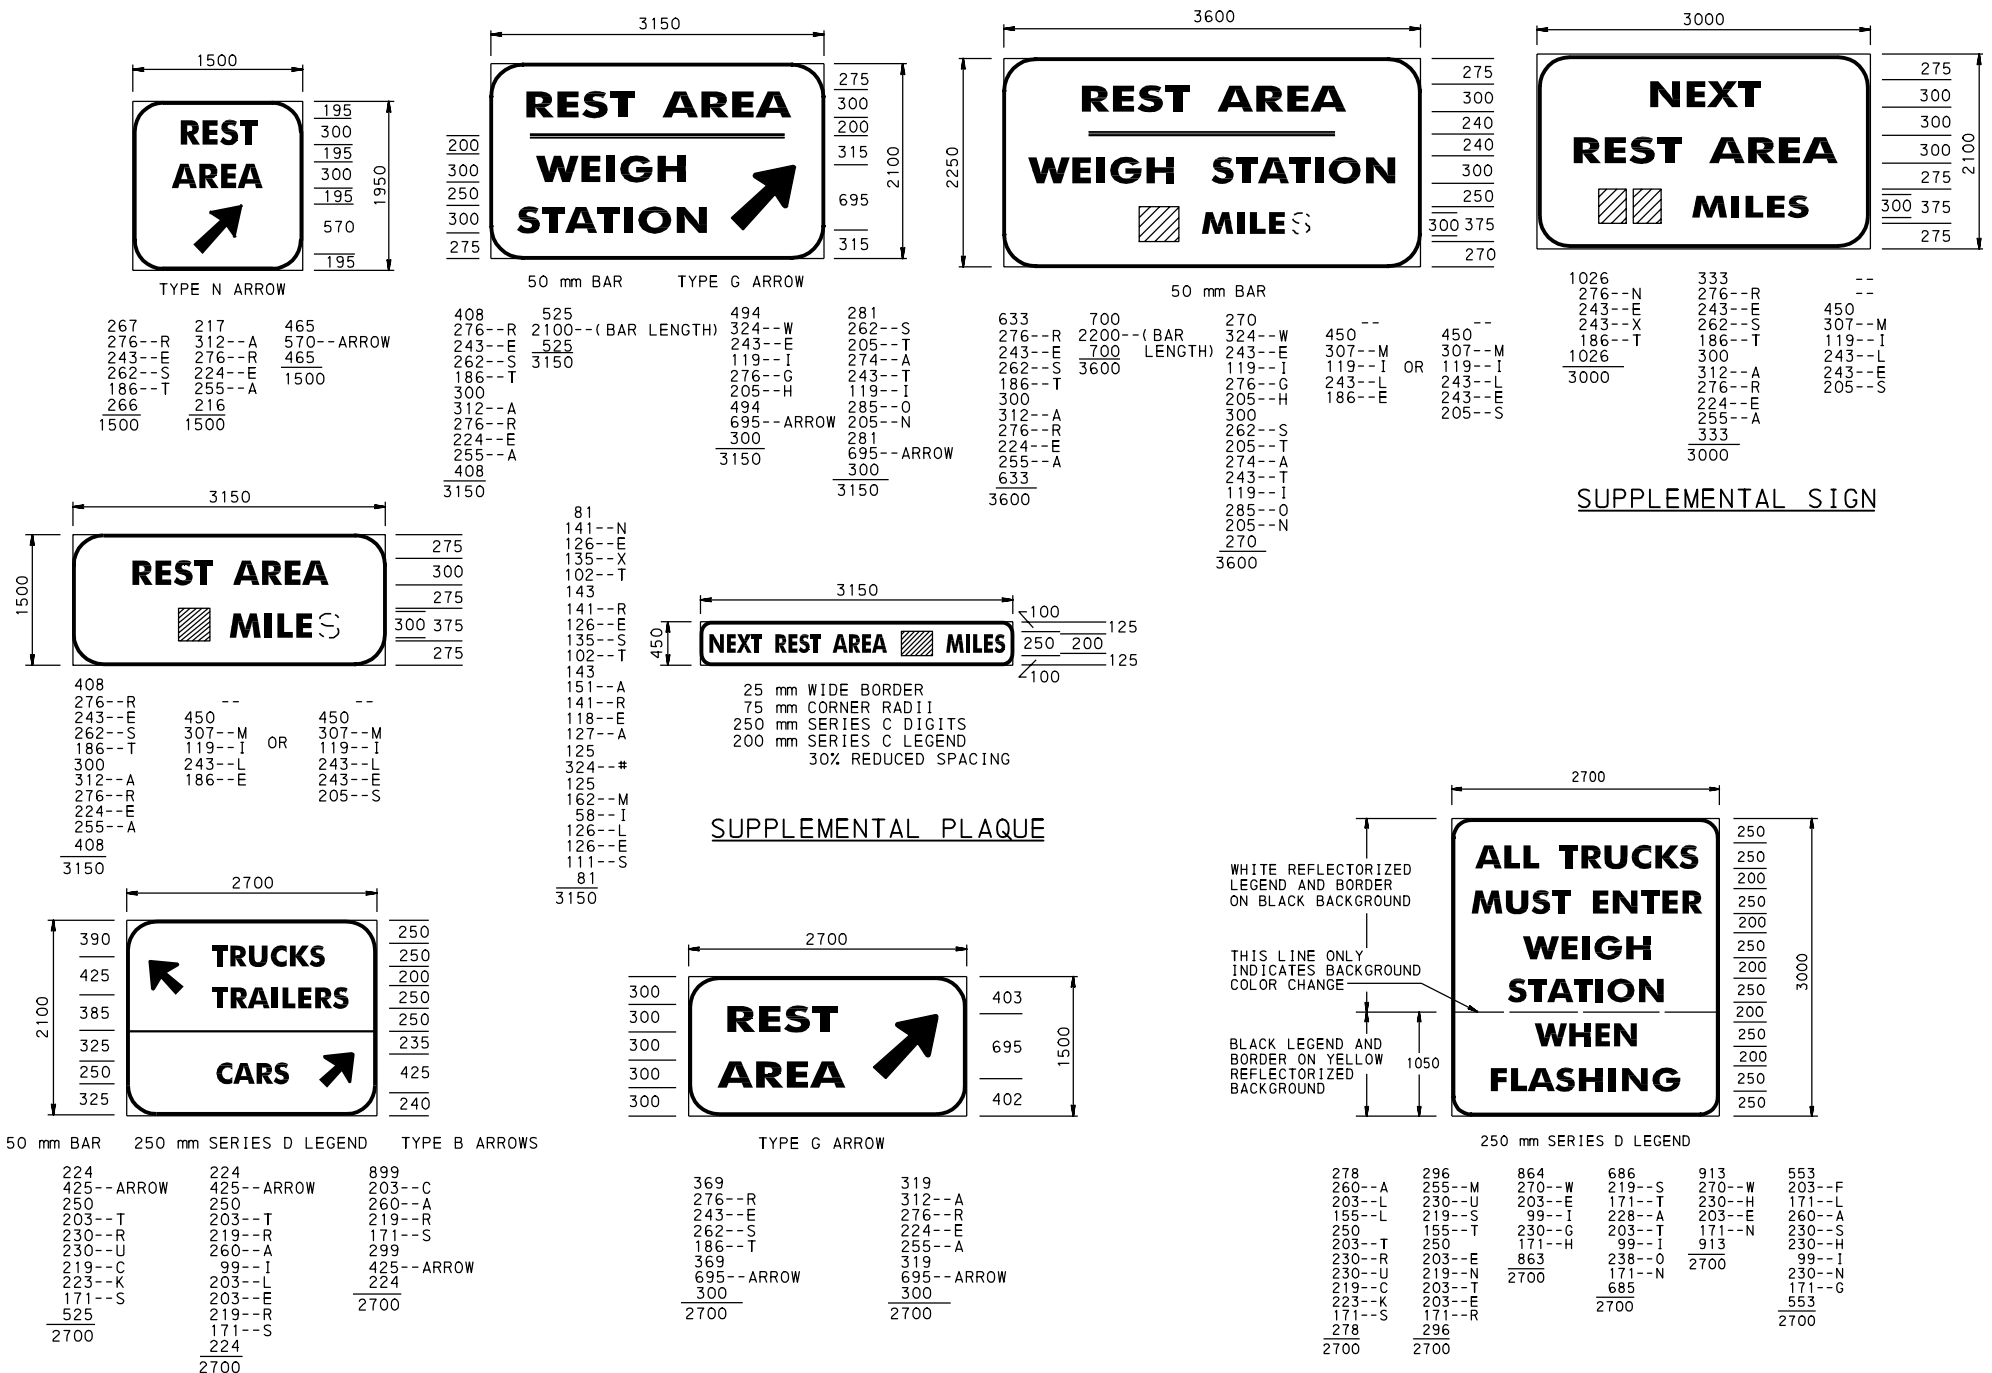 1500
REST
AREA
195
300
195
300
195
570
195
1950
TYPE N ARROW
267
276--R
243--E
262--S
186--T
266
1500
217
312--A
276--R
224--E
255--A
216
1500
465
570--ARROW
465
1500
3150
REST AREA
WEIGH
STATION
200
300
250
300
275
275
300
200
315
695
315
2100
50 mm BAR TYPE G ARROW
408
276--R
243--E
262--S
186--T
300
312--A
276--R
224--E
255--A
408
3150
525
2100--(BAR LENGTH)
525
3150
494
324--W
243--E
119--I
276--G
205--H
494
695--ARROW
300
3150
281
262--S
205--T
274--A
243--T
119--I
285--O
205--N
281
695--ARROW
300
3150
3600
2250
REST AREA
WEIGH STATION
MILES
275
300
240
240
300
250
300 375
270
50 mm BAR
633
276--R
243--E
262--S
186--T
300
312--A
276--R
224--E
255--A
633
3600
700
2200--(BAR
700 LENGTH)
3600
270
324--W
243--E
119--I
276--G
205--H
300
262--S
205--T
274--A
243--T
119--I
285--O
205--N
270
3600
--
450
307--M
119--I
243--L
186--E
OR
--
450
307--M
119--I
243--L
243--E
205--S
3000
NEXT
REST AREA
MILES
275
300
300
300
275
300 375
275
2100
1026
276--N
243--E
243--X
186--T
1026
3000
333
276--R
243--E
262--S
186--T
300
312--A
276--R
224--E
255--A
333
3000
--
--
450
307--M
119--I
243--L
243--E
205--S
SUPPLEMENTAL SIGN
3150
1500
REST AREA
MILES
275
300
275
300 375
275
408
276--R
243--E
262--S
186--T
300
312--A
276--R
224--E
255--A
408
3150
--
450
307--M
119--I
243--L
186--E
OR
--
450
307--M
119--I
243--L
243--E
205--S
81
141--N
126--E
135--X
102--T
143
141--R
126--E
135--S
102--T
143
151--A
141--R
118--E
127--A
125
324--#
125
162--M
58--I
126--L
126--E
111--S
81
3150
3150
450
NEXT REST AREA MILES
100
125
250 200
125
100
25 mm WIDE BORDER
75 mm CORNER RADII
250 mm SERIES C DIGITS
200 mm SERIES C LEGEND
30% REDUCED SPACING
SUPPLEMENTAL PLAQUE
2700
2100
390
425
385
325
250
325
TRUCKS
TRAILERS
CARS
250
250
200
250
250
235
425
240
50 mm BAR 250 mm SERIES D LEGEND TYPE B ARROWS
224
425--ARROW
250
203--T
230--R
230--U
219--C
223--K
171--S
525
2700
224
425--ARROW
250
203--T
219--R
260--A
99--I
203--L
203--E
219--R
171--S
224
2700
899
203--C
260--A
219--R
171--S
299
425--ARROW
224
2700
2700
300
300
300
300
300
REST
AREA
403
695
402
1500
TYPE G ARROW
369
276--R
243--E
262--S
186--T
369
695--ARROW
300
2700
319
312--A
276--R
224--E
255--A
319
695--ARROW
300
2700
2700
WHITE REFLECTORIZED
LEGEND AND BORDER
ON BLACK BACKGROUND
THIS LINE ONLY
INDICATES BACKGROUND
COLOR CHANGE
BLACK LEGEND AND
BORDER ON YELLOW
REFLECTORIZED
BACKGROUND
1050
ALL TRUCKS
MUST ENTER
WEIGH
STATION
WHEN
FLASHING
250
250
200
250
200
250
200
250
200
250
200
250
250
3000
250 mm SERIES D LEGEND
278
260--A
203--L
155--L
250
203--T
230--R
230--U
219--C
223--K
171--S
278
2700
296
255--M
230--U
219--S
155--T
250
203--E
219--N
203--T
203--E
171--R
296
2700
864
270--W
203--E
99--I
230--G
171--H
863
2700
686
219--S
171--T
228--A
203--T
99--I
238--O
171--N
685
2700
913
270--W
230--H
203--E
171--N
913
2700
553
203--F
171--L
260--A
230--S
230--H
99--I
230--N
171--G
553
2700